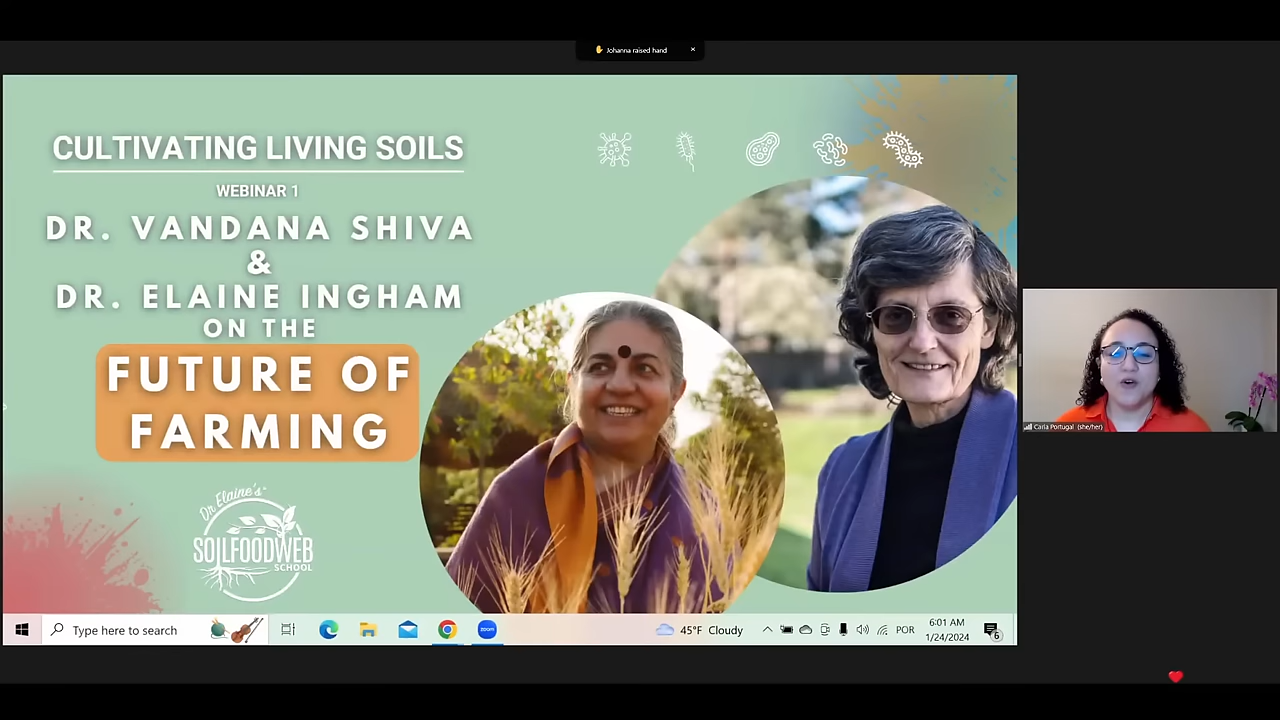 Johanna raised hand
CULTIVATING LIVING SOILS
WEBINAR 1
DR. VANDANA SHIVA
&
DR. ELAINE INGHAM
ON THE
FUTURE OF
FARMING
Dr Elaine's
SOILFOODWEB
SCHOOL
Carla Portugal (she/her)
Type here to search
zoom
45°F Cloudy
POR
6:01 AM
1/24/2024
6